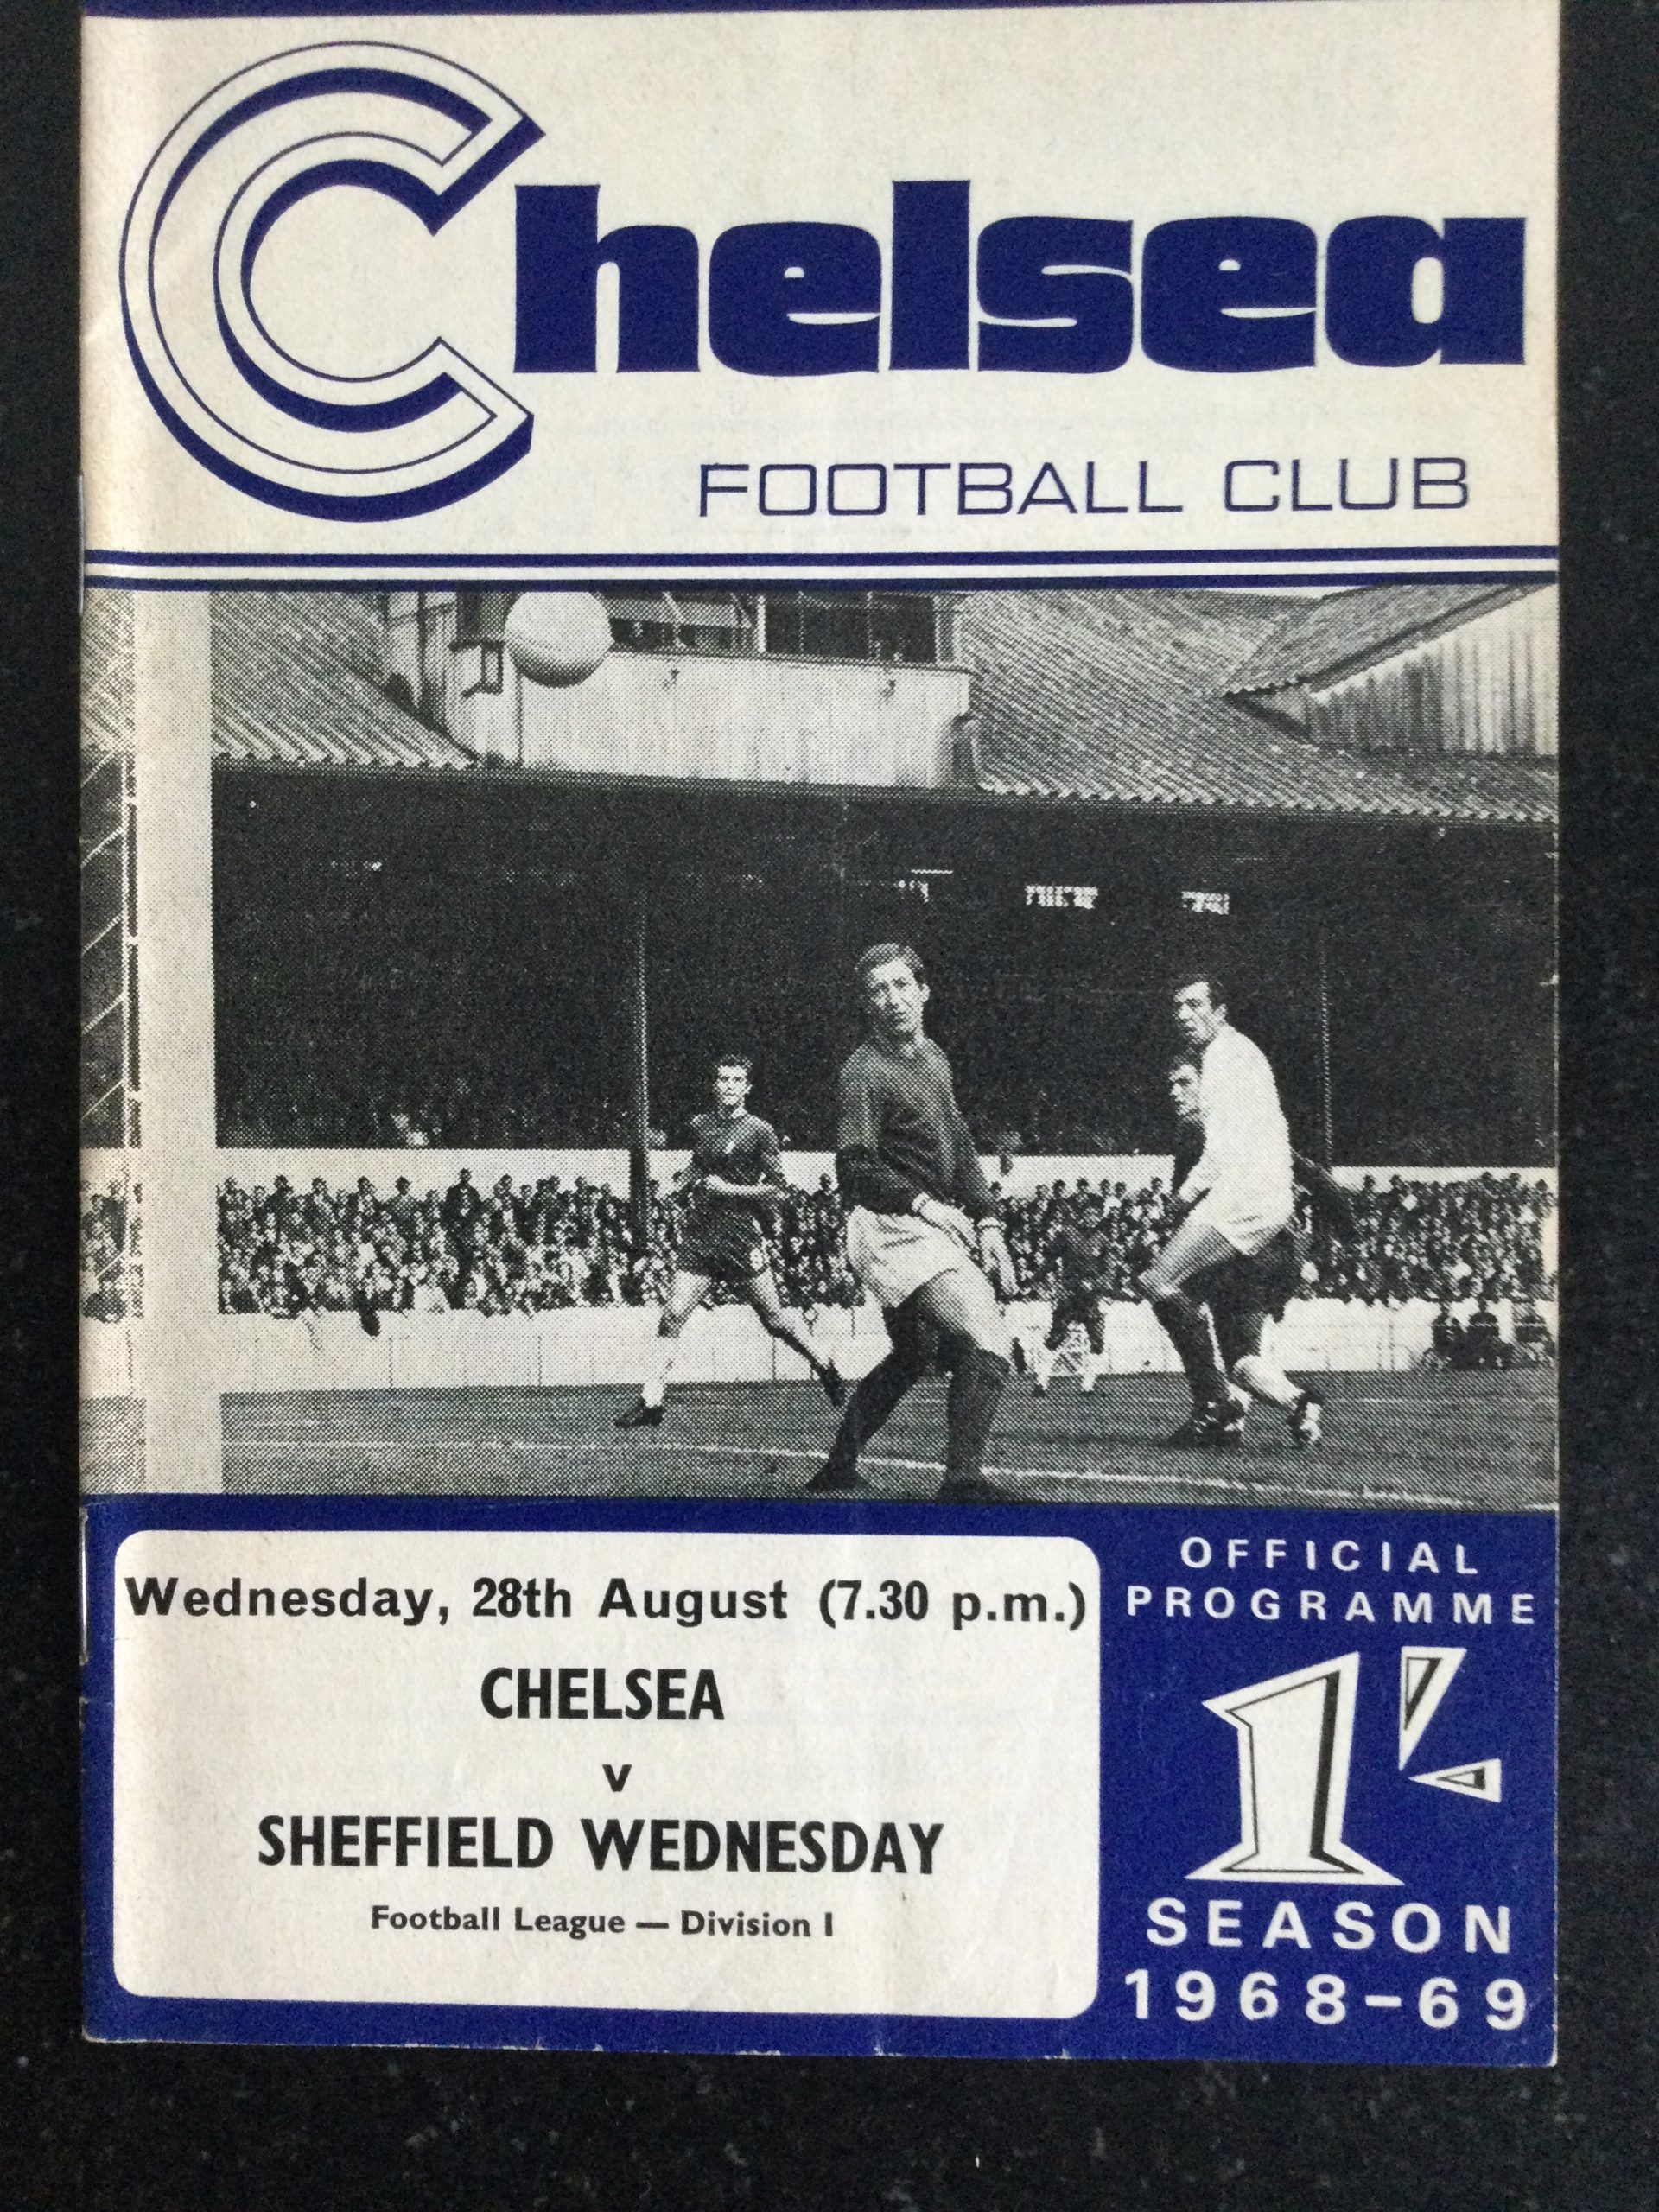 Chelsea
FOOTBALL CLUB
Wednesday, 28th August (7.30 p.m.)
CHELSEA
v
SHEFFIELD WEDNESDAY
Football League — Division I
OFFICIAL
PROGRAMME
1/-
SEASON
1968-69